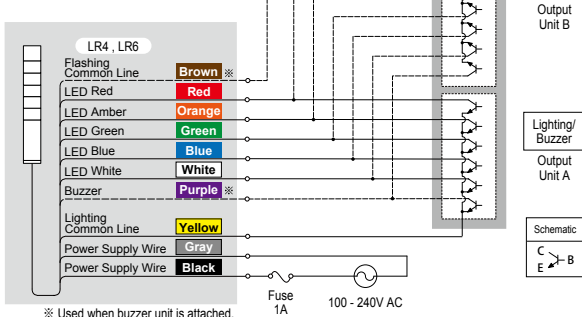 Output
Unit B
LR4 , LR6
Flashing
Common Line
Brown ※
LED Red
Red
LED Amber
Orange
LED Green
Green
LED Blue
Blue
LED White
White
Buzzer
Purple ※
Lighting
Common Line
Yellow
Power Supply Wire
Gray
Power Supply Wire
Black
Fuse
1A
100 - 240V AC
※ Used when buzzer unit is attached.
Lighting/
Buzzer
Output
Unit A
Schematic
C
B
E